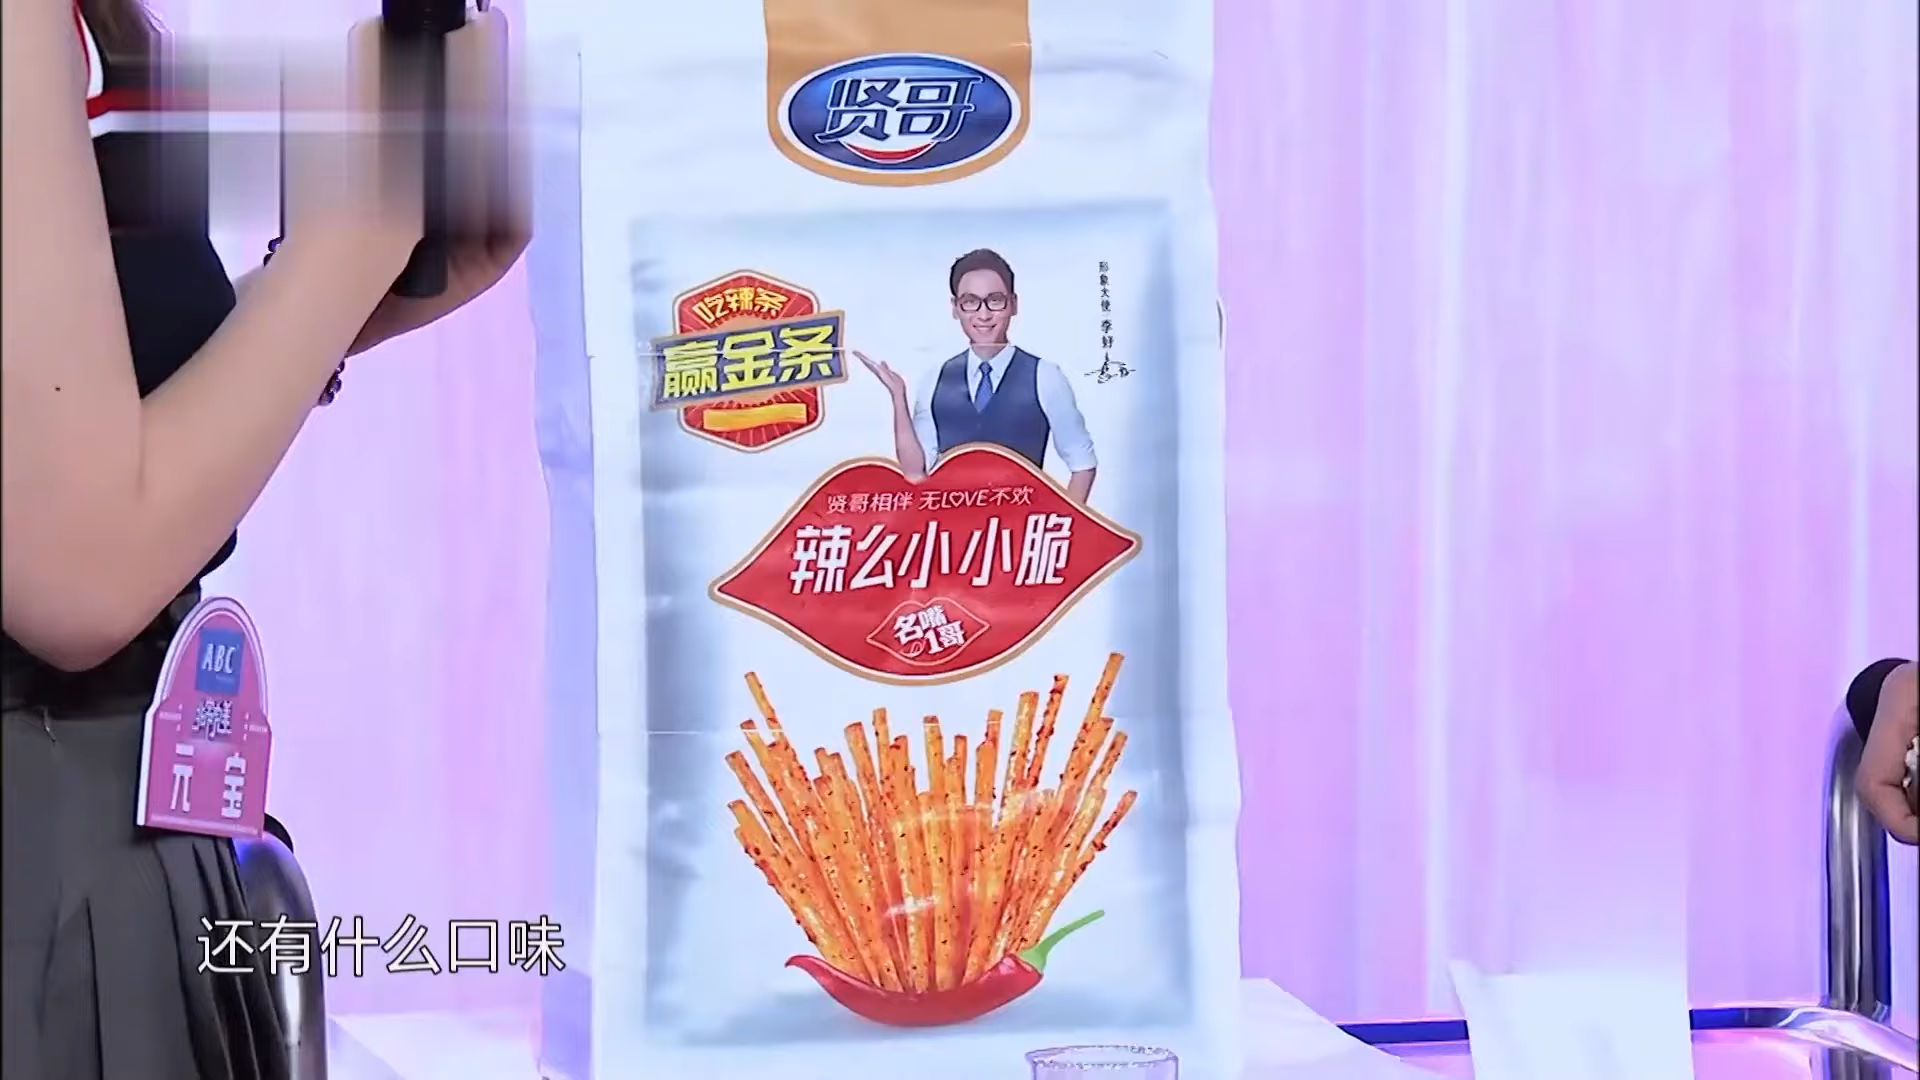 贤哥
吃辣条
赢金条
形象大使 李好
贤哥相伴 无LOVE不欢
辣么小小脆
名嘴
1哥
ABC
元宝
还有什么口味